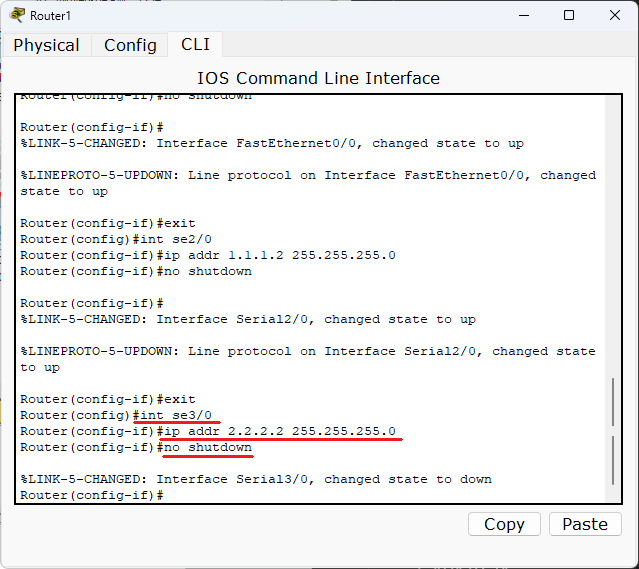 Router1
Physical Config CLI
IOS Command Line Interface
Router(config-if)#no shutdown
Router(config-if)#
%LINK-5-CHANGED: Interface FastEthernet0/0, changed state to up
%LINEPROTO-5-UPDOWN: Line protocol on Interface FastEthernet0/0, changed
state to up
Router(config-if)#exit
Router(config)#int se2/0
Router(config-if)#ip addr 1.1.1.2 255.255.255.0
Router(config-if)#no shutdown
Router(config-if)#
%LINK-5-CHANGED: Interface Serial2/0, changed state to up
%LINEPROTO-5-UPDOWN: Line protocol on Interface Serial2/0, changed state
to up
Router(config-if)#exit
Router(config)#int se3/0
Router(config-if)#ip addr 2.2.2.2 255.255.255.0
Router(config-if)#no shutdown
%LINK-5-CHANGED: Interface Serial3/0, changed state to down
Router(config-if)#
Copy Paste